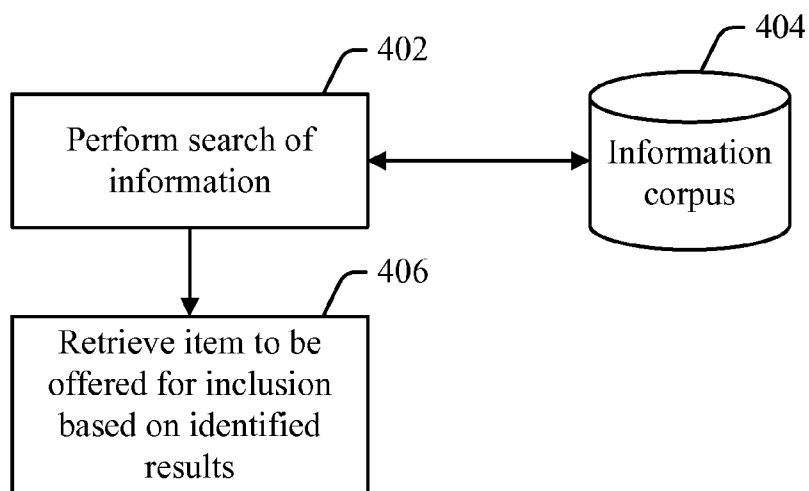 402
404
Perform search of
information
Information
corpus
406
Retrieve item to be
offered for inclusion
based on identified
results